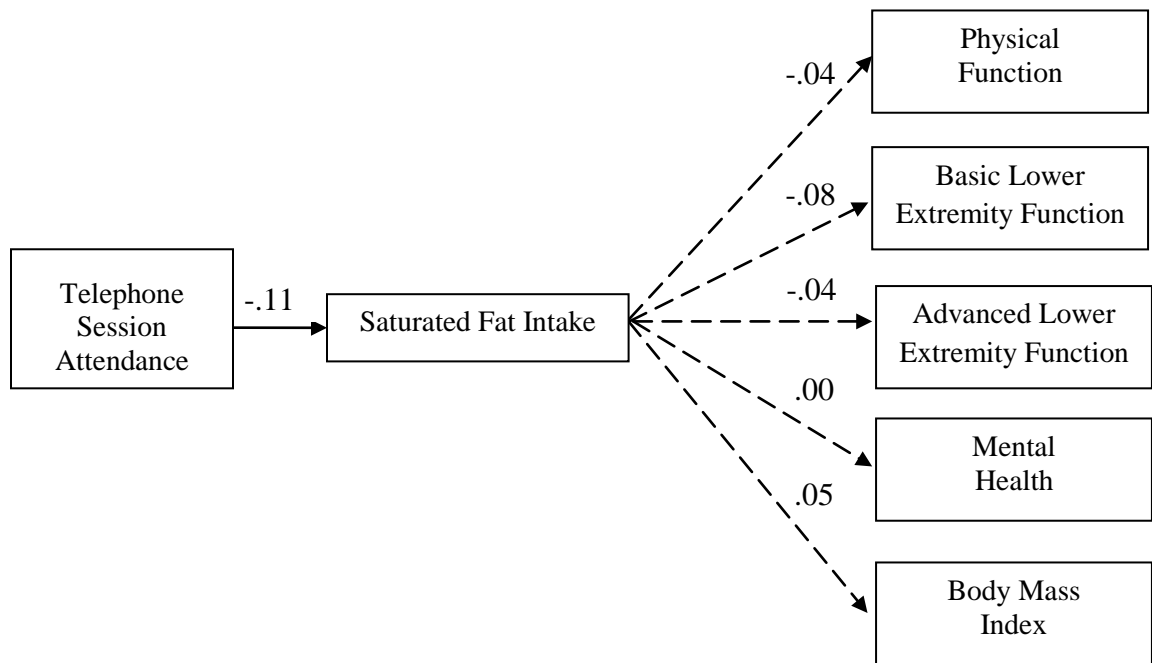 Telephone
Session
Attendance
-.11
Saturated Fat Intake
-.04
-.08
-.04
.00
.05
Physical
Function
Basic Lower
Extremity Function
Advanced Lower
Extremity Function
Mental
Health
Body Mass
Index